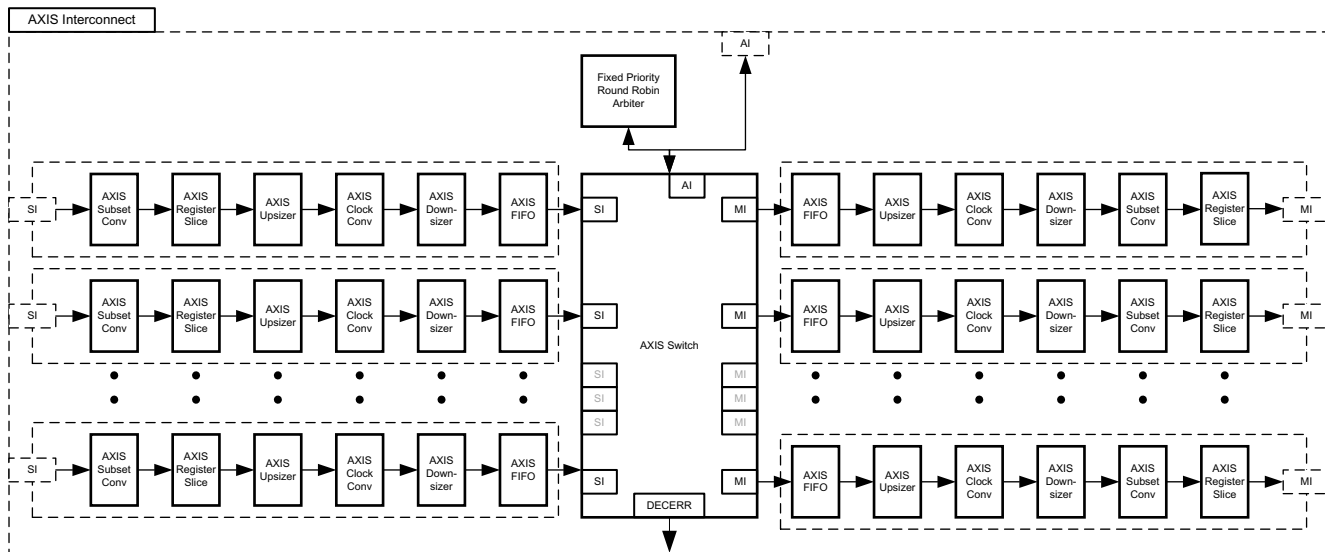 AXIS Interconnect
AI
Fixed Priority
Round Robin
Arbiter
AI
SI
AXIS
Subset
Conv
AXIS
Register
Slice
AXIS
Upsizer
AXIS
Clock
Conv
AXIS
Down-
sizer
AXIS
FIFO
SI
MI
AXIS
FIFO
AXIS
Upsizer
AXIS
Clock
Conv
AXIS
Down-
sizer
AXIS
Subset
Conv
AXIS
Register
Slice
MI
SI
AXIS
Subset
Conv
AXIS
Register
Slice
AXIS
Upsizer
AXIS
Clock
Conv
AXIS
Down-
sizer
AXIS
FIFO
SI
MI
AXIS
FIFO
AXIS
Upsizer
AXIS
Clock
Conv
AXIS
Down-
sizer
AXIS
Subset
Conv
AXIS
Register
Slice
MI
AXIS Switch
SI
MI
SI
MI
SI
MI
SI
AXIS
Subset
Conv
AXIS
Register
Slice
AXIS
Upsizer
AXIS
Clock
Conv
AXIS
Down-
sizer
AXIS
FIFO
SI
MI
AXIS
FIFO
AXIS
Upsizer
AXIS
Clock
Conv
AXIS
Down-
sizer
AXIS
Subset
Conv
AXIS
Register
Slice
MI
DECERR